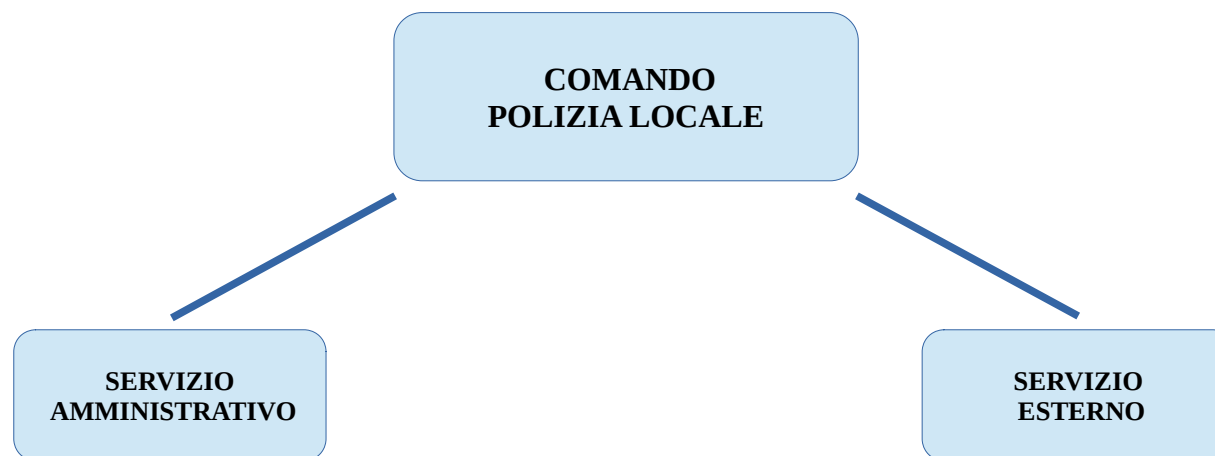 COMANDO
POLIZIA LOCALE
SERVIZIO
AMMINISTRATIVO
SERVIZIO
ESTERNO